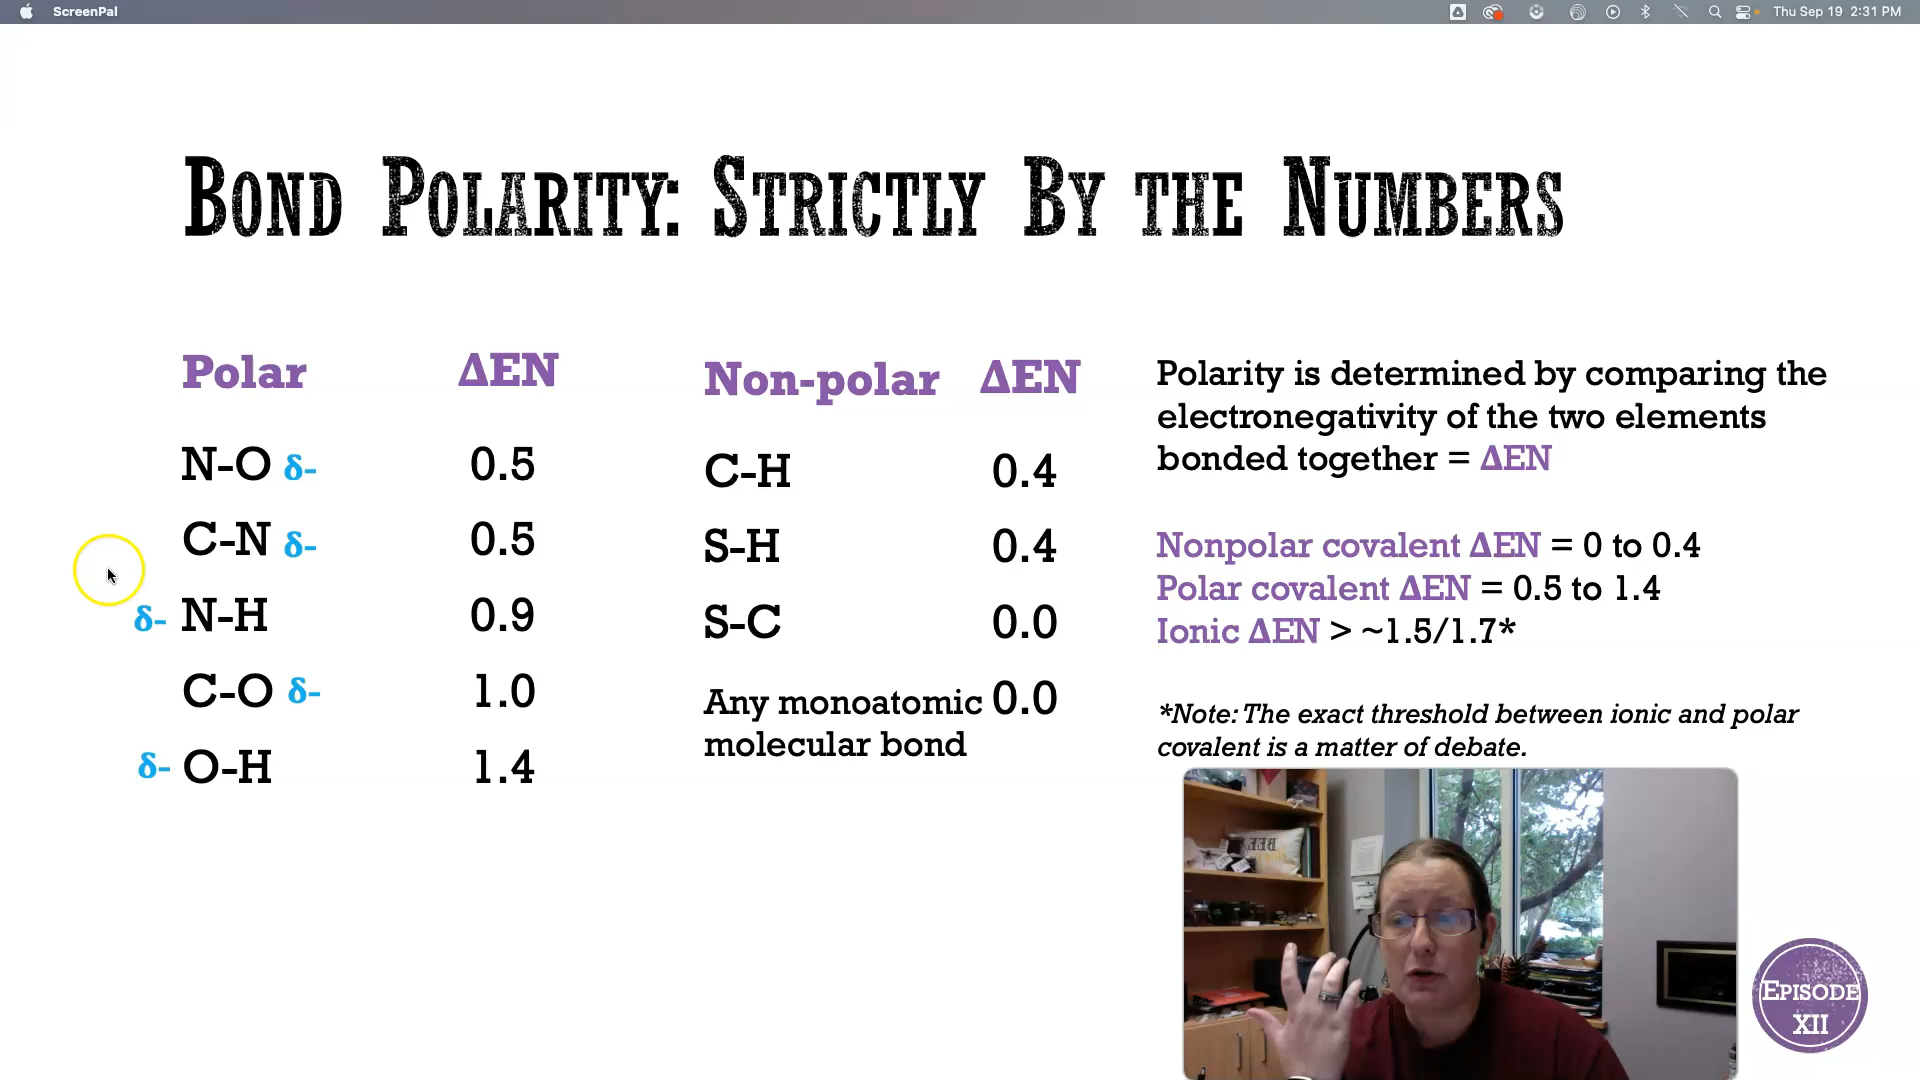 ScreenPal
Thu Sep 19 2:31 PM
Bond Polarity: Strictly By the Numbers
Polar ΔEN
N-O δ- 0.5
C-N δ- 0.5
δ- N-H 0.9
C-O δ- 1.0
δ- O-H 1.4
Non-polar ΔEN
C-H 0.4
S-H 0.4
S-C 0.0
Any monoatomic 0.0
molecular bond
Polarity is determined by comparing the
electronegativity of the two elements
bonded together = ΔEN
Nonpolar covalent ΔEN = 0 to 0.4
Polar covalent ΔEN = 0.5 to 1.4
Ionic ΔEN > ~1.5/1.7*
*Note: The exact threshold between ionic and polar
covalent is a matter of debate.
BEE
Episode
XII